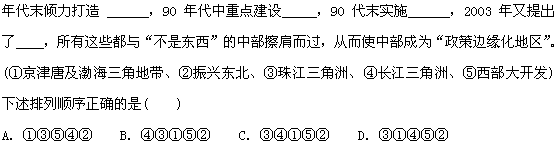 年代末倾力打造 ______，90 年代中重点建设_____，90 年代末实施______，2003 年又提出
了____，所有这些都与“不是东西”的中部擦肩而过，从而使中部成为“政策边缘化地区”。
(①京津唐及渤海三角地带、②振兴东北、③珠江三角洲、④长江三角洲、⑤西部大开发)
下述排列顺序正确的是(    )
A. ①③⑤④②    B. ④③①⑤②    C. ③④①⑤②    D. ③①④⑤②